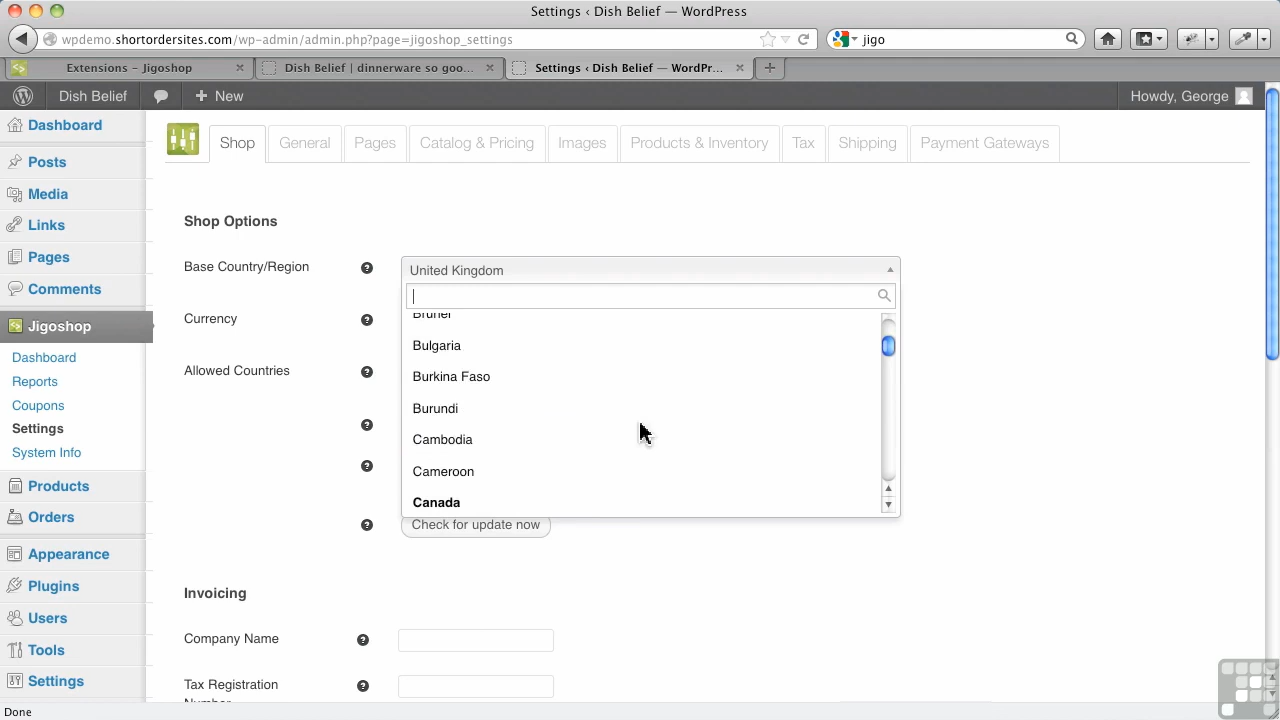 Settings ‹ Dish Belief — WordPress
wpdemo.shortordersites.com/wp-admin/admin.php?page=jigoshop_settings
jigo
Extensions – Jigoshop
Dish Belief | dinnerware so goo...
Settings ‹ Dish Belief — WordPr...
Dish Belief
New
Howdy, George
Dashboard
Posts
Media
Links
Pages
Comments
Jigoshop
Dashboard
Reports
Coupons
Settings
System Info
Products
Orders
Appearance
Plugins
Users
Tools
Settings
Shop
General
Pages
Catalog & Pricing
Images
Products & Inventory
Tax
Shipping
Payment Gateways
Shop Options
Base Country/Region
United Kingdom
Currency
Allowed Countries
Brunei
Bulgaria
Burkina Faso
Burundi
Cambodia
Cameroon
Canada
Check for update now
Invoicing
Company Name
Tax Registration
Number
Done